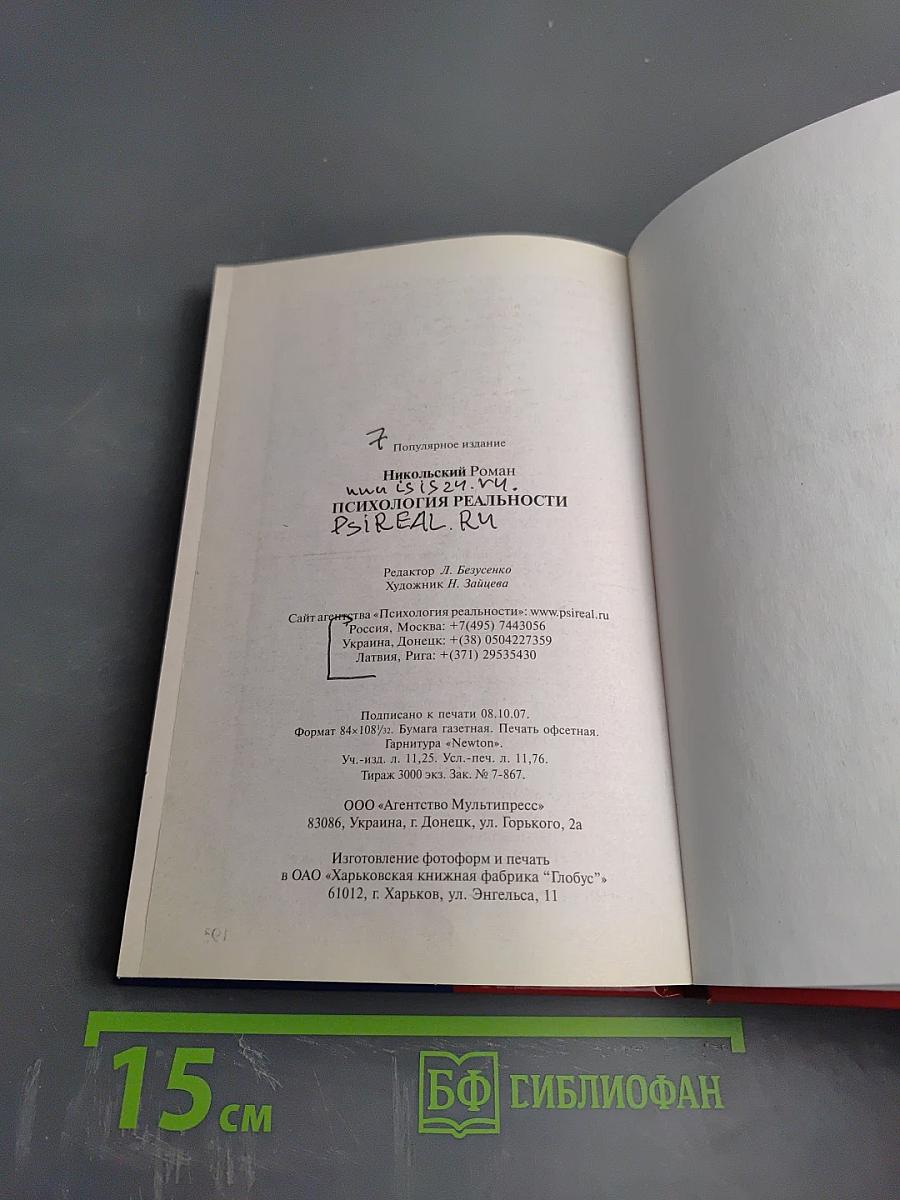 7 Популярное издание
Никольский Роман
www isis24.ru.
ПСИХОЛОГИЯ РЕАЛЬНОСТИ
PSiREAL.RU
Редактор Л. Безусенко
Художник Н. Зайцева
Сайт агентства «Психология реальности»: www.psireal.ru
Россия, Москва: +7(495) 7443056
Украина, Донецк: +(38) 0504227359
Латвия, Рига: +(371) 29535430
Подписано к печати 08.10.07.
Формат 84×108¹/₃₂. Бумага газетная. Печать офсетная.
Гарнитура «Newton».
Уч.-изд. л. 11,25. Усл.-печ. л. 11,76.
Тираж 3000 экз. Зак. № 7-867.
ООО «Агентство Мультипресс»
83086, Украина, г. Донецк, ул. Горького, 2а
Изготовление фотоформ и печать
в ОАО «Харьковская книжная фабрика “Глобус”»
61012, г. Харьков, ул. Энгельса, 11
15 см
БФ БИБЛИОФАН